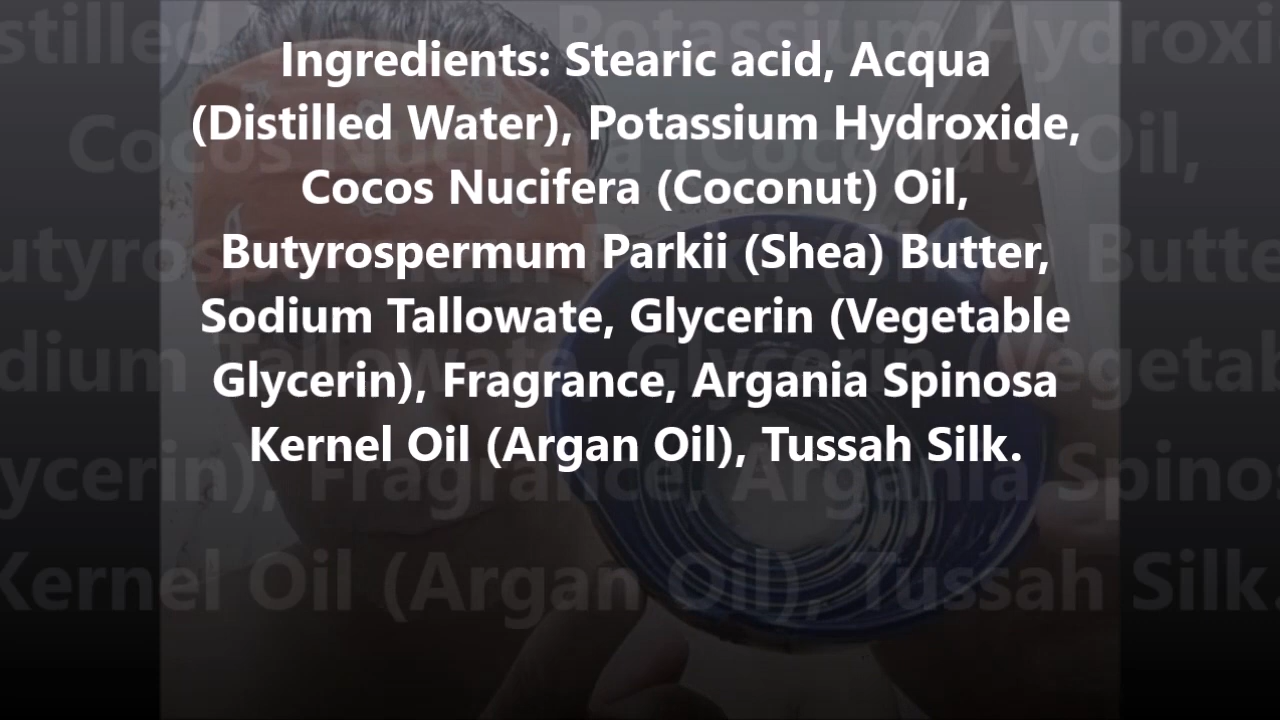 Ingredients: Stearic acid, Acqua
(Distilled Water), Potassium Hydroxide,
Cocos Nucifera (Coconut) Oil,
Butyrospermum Parkii (Shea) Butter,
Sodium Tallowate, Glycerin (Vegetable
Glycerin), Fragrance, Argania Spinosa
Kernel Oil (Argan Oil), Tussah Silk.